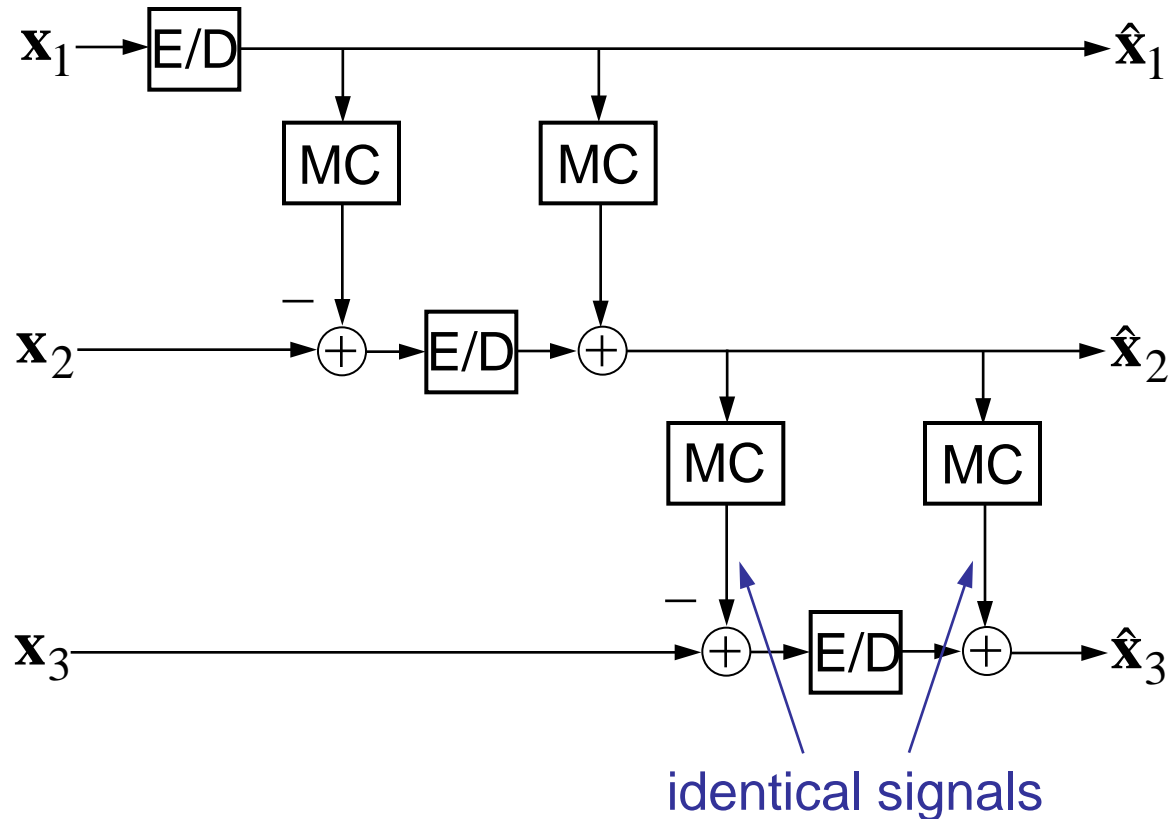 x₁ E/D x̂₁
MC MC
−
x₂ + E/D + x̂₂
MC MC
−
x₃ + E/D + x̂₃
identical signals